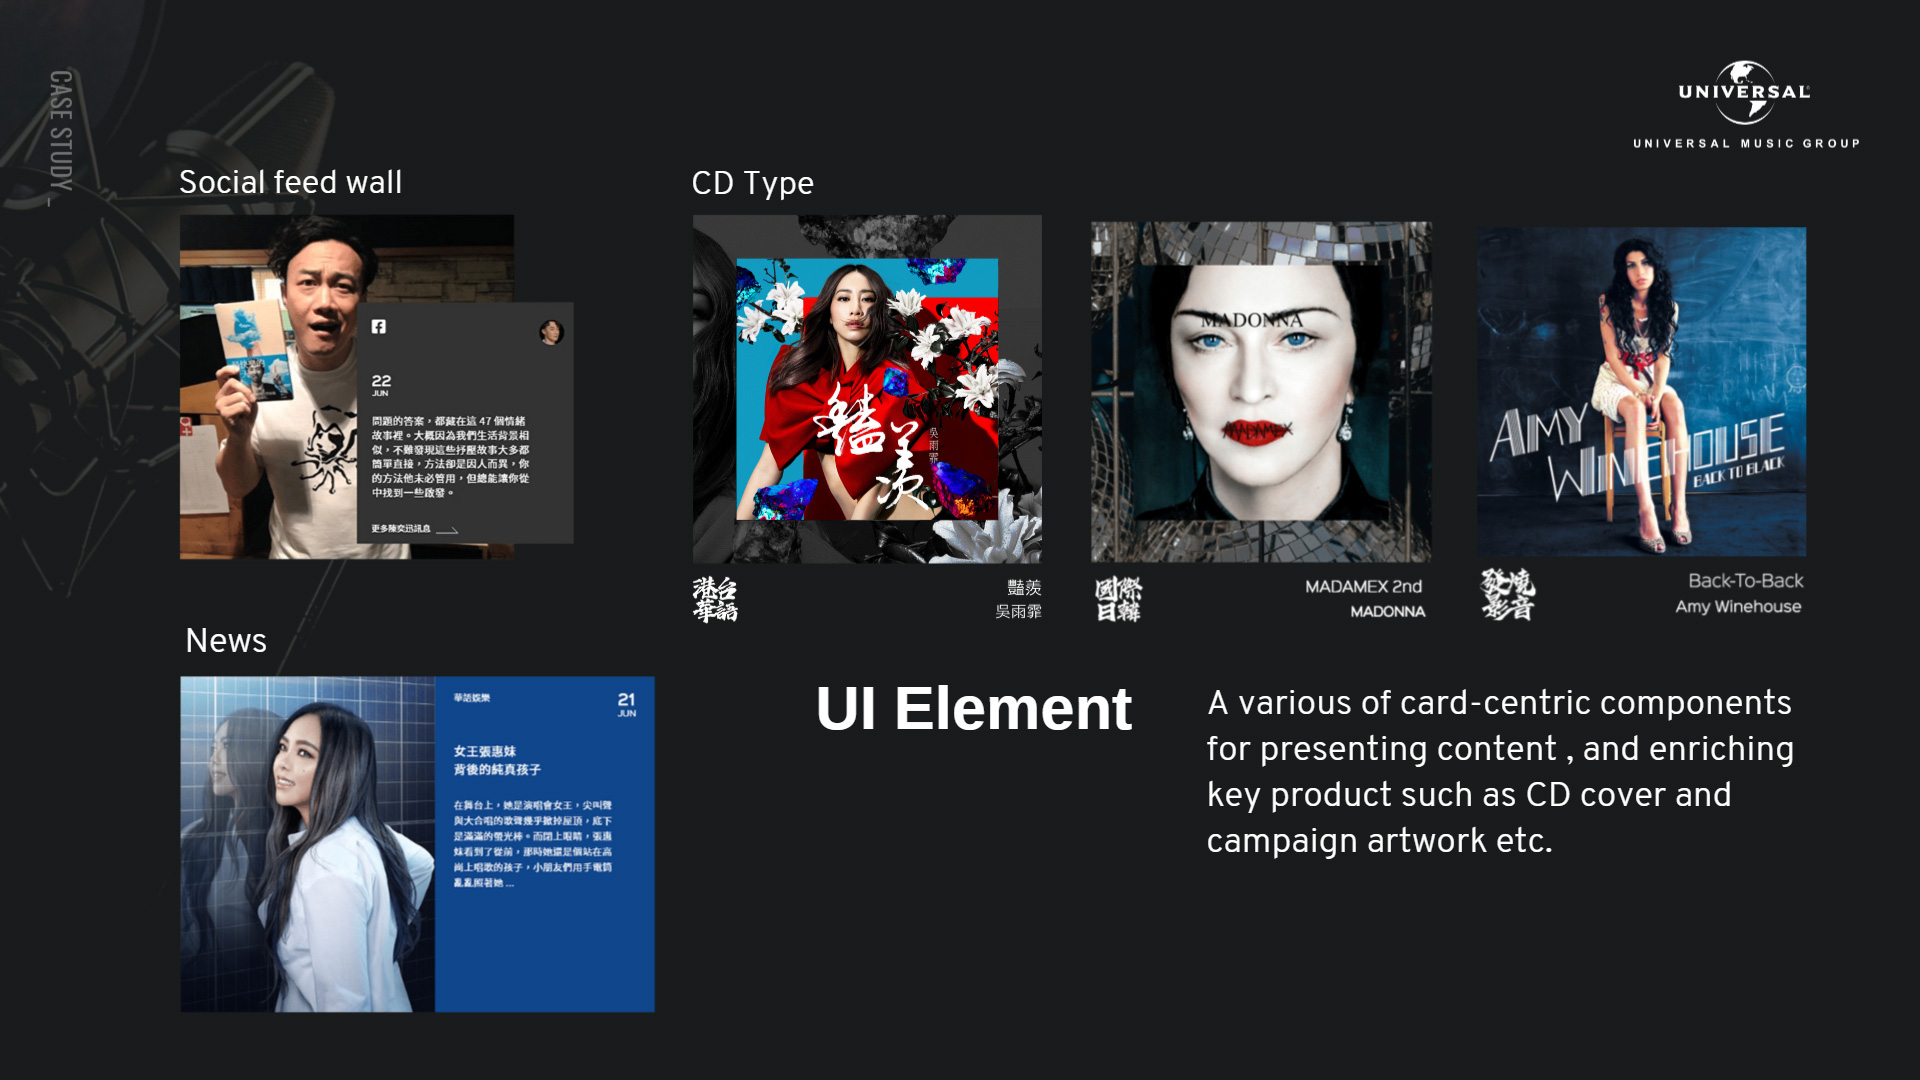 CASE STUDY –
UNIVERSAL
UNIVERSAL MUSIC GROUP
Social feed wall
22
JUN
問題的答案,都藏在這 47 個情緒
故事裡。大概因為我們生活背景相
似,不難發現這些抒壓故事大多都
簡單直接,方法卻是因人而異,你
的方法他未必管用,但總能讓你從
中找到一些啟發。
更多陳奕迅訊息
CD Type
豔羨
吳雨霏
港台
華語
豔羨
吳雨霏
MADONNA
MADAME X
國際
日韓
MADAMEX 2nd
MADONNA
AMY
WINEHOUSE
BACK TO BLACK
發燒
影音
Back-To-Back
Amy Winehouse
News
華語娛樂
21
JUN
女王張惠妹
背後的純真孩子
在舞台上,她是演唱會女王,尖叫聲
與大合唱的歌聲幾乎掀掉屋頂,底下
是滿滿的螢光棒。而閉上眼睛,張惠
妹看到了從前,那時她還是個站在高
崗上唱歌的孩子,小朋友們用手電筒
亂亂照著她 ...
UI Element
A various of card-centric components
for presenting content , and enriching
key product such as CD cover and
campaign artwork etc.